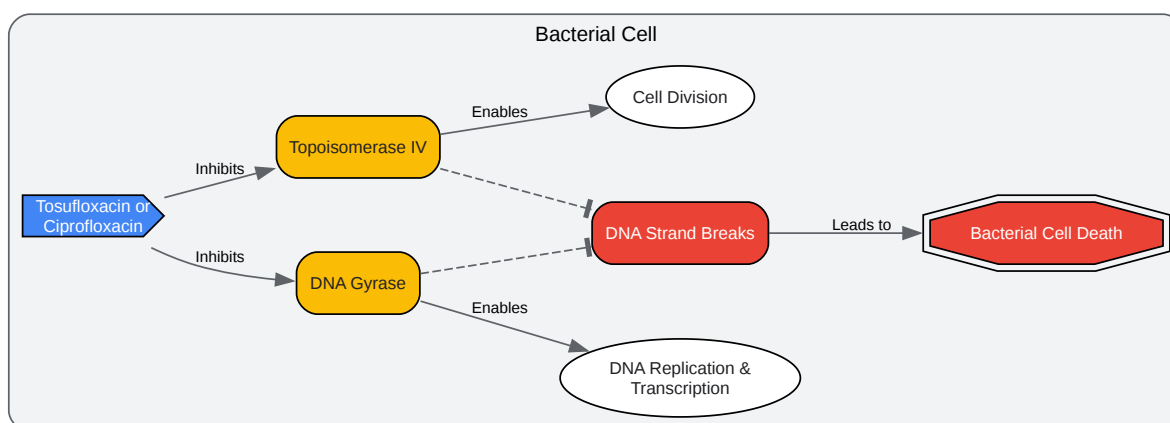 Bacterial Cell
Cell Division
Enables
Topoisomerase IV
Inhibits
Tosufloxacin or
Ciprofloxacin
DNA Strand Breaks
Leads to
Bacterial Cell Death
Inhibits
DNA Gyrase
Enables
DNA Replication &
Transcription